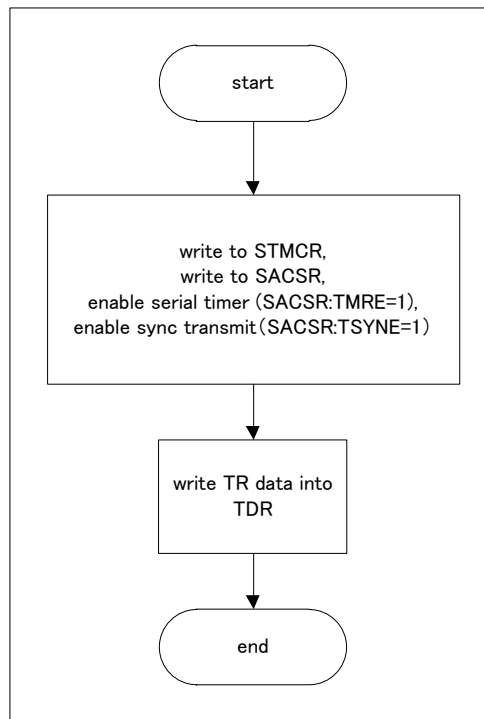 start
write to STMCR,
write to SACSR,
enable serial timer (SACSR:TMRE=1),
enable sync transmit(SACSR:TSYNE=1)
write TR data into
TDR
end